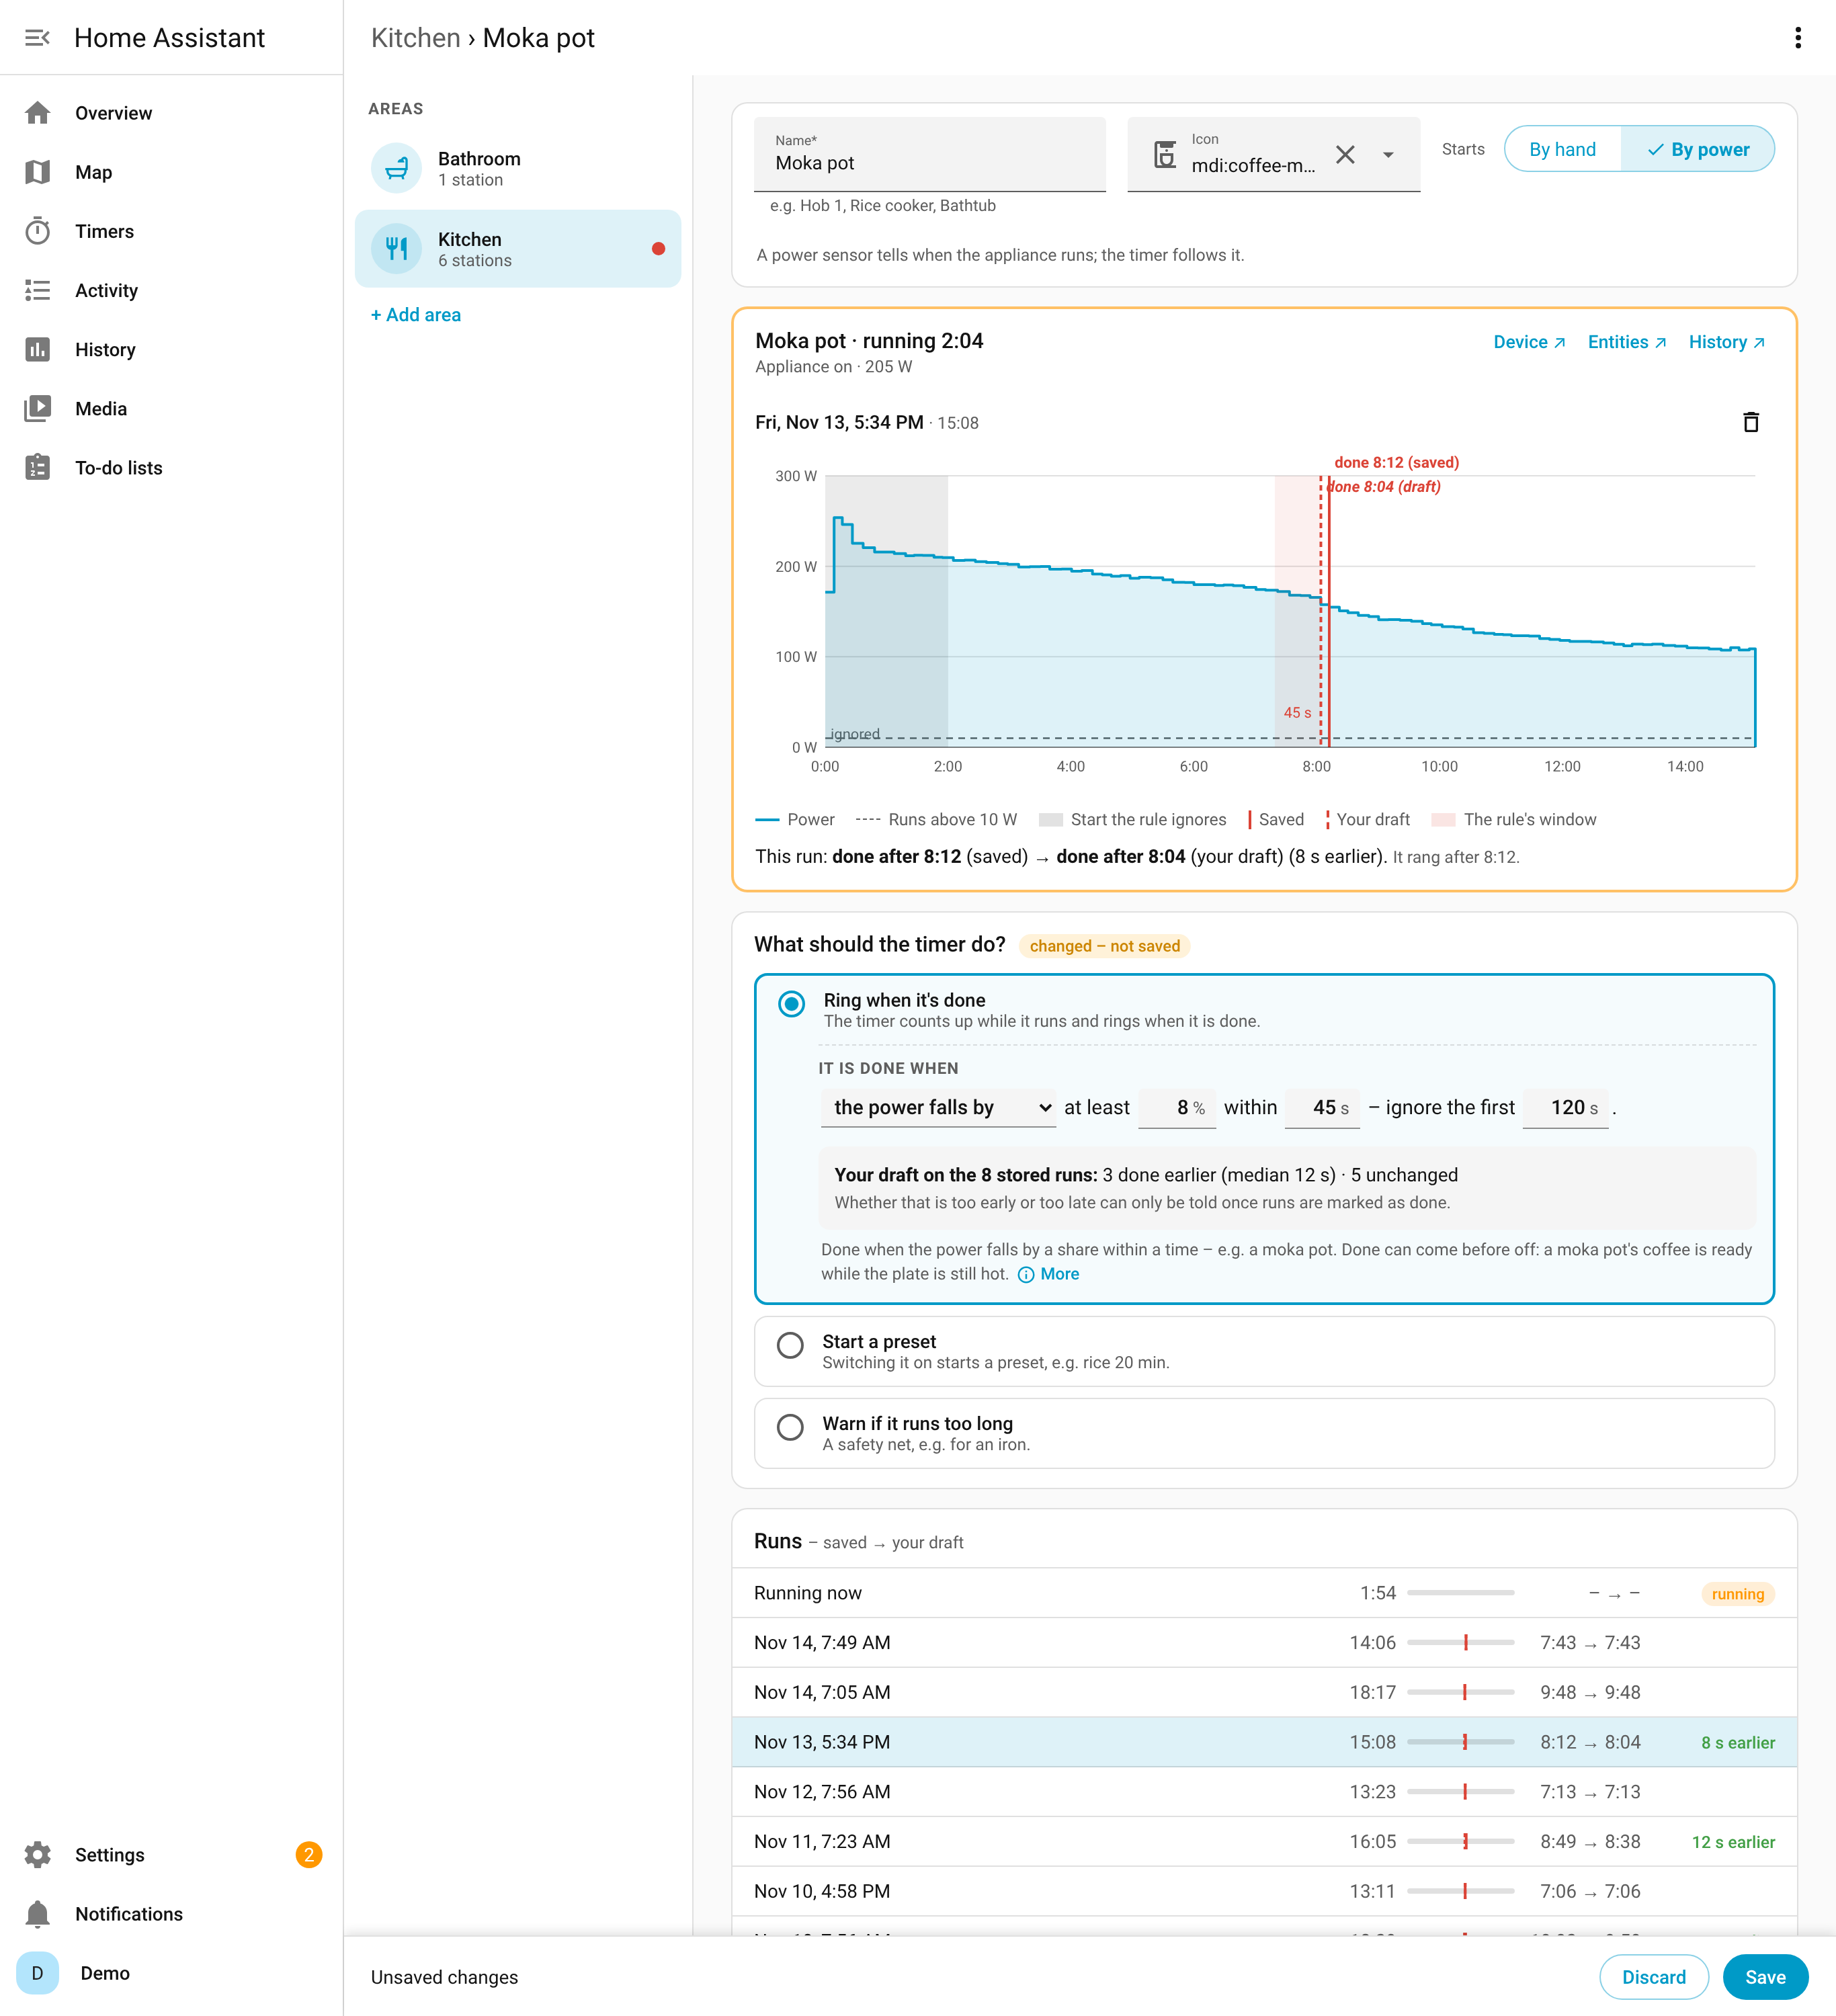 Home Assistant
Kitchen › Moka pot
Overview
Map
Timers
Activity
History
Media
To-do lists
Settings
2
Notifications
D
Demo
AREAS
Bathroom
1 station
Kitchen
6 stations
+ Add area
Name*
Moka pot
e.g. Hob 1, Rice cooker, Bathtub
Icon
mdi:coffee-m...
Starts
By hand
By power
A power sensor tells when the appliance runs; the timer follows it.
Moka pot · running 2:04
Appliance on · 205 W
Device
Entities
History
Fri, Nov 13, 5:34 PM · 15:08
done 8:12 (saved)
done 8:04 (draft)
300 W
200 W
100 W
0 W
45 s
ignored
0:00 2:00 4:00 6:00 8:00 10:00 12:00 14:00
Power
Runs above 10 W
Start the rule ignores
Saved
Your draft
The rule's window
This run: done after 8:12 (saved) → done after 8:04 (your draft) (8 s earlier). It rang after 8:12.
What should the timer do?
changed – not saved
Ring when it's done
The timer counts up while it runs and rings when it is done.
IT IS DONE WHEN
the power falls by at least 8 % within 45 s – ignore the first 120 s .
Your draft on the 8 stored runs: 3 done earlier (median 12 s) · 5 unchanged
Whether that is too early or too late can only be told once runs are marked as done.
Done when the power falls by a share within a time – e.g. a moka pot. Done can come before off: a moka pot's coffee is ready
while the plate is still hot. More
Start a preset
Switching it on starts a preset, e.g. rice 20 min.
Warn if it runs too long
A safety net, e.g. for an iron.
Runs – saved → your draft
Running now 1:54 – → – running
Nov 14, 7:49 AM 14:06 7:43 → 7:43
Nov 14, 7:05 AM 18:17 9:48 → 9:48
Nov 13, 5:34 PM 15:08 8:12 → 8:04 8 s earlier
Nov 12, 7:56 AM 13:23 7:13 → 7:13
Nov 11, 7:23 AM 16:05 8:49 → 8:38 12 s earlier
Nov 10, 4:58 PM 13:11 7:06 → 7:06
Unsaved changes
Discard
Save